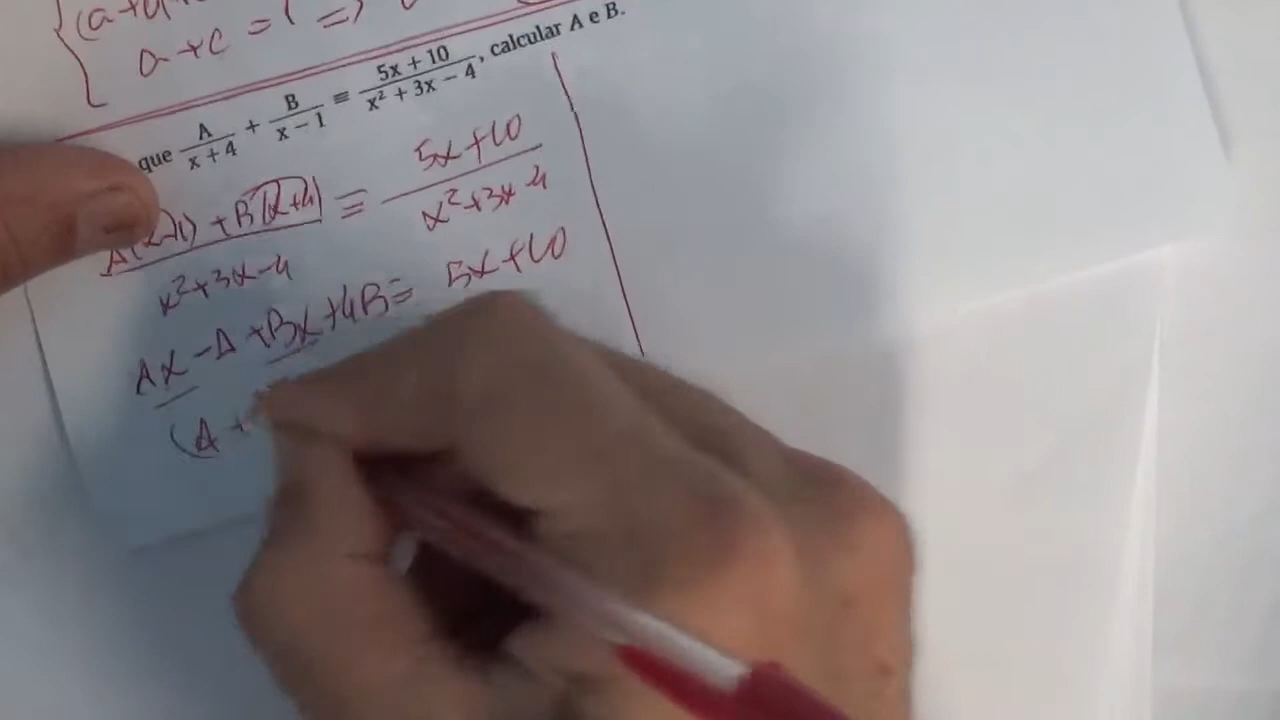 a + c = 1 =>
que A/(x + 4) + B/(x − 1) ≡ (5x + 10)/(x² + 3x − 4), calcular A e B.
(A(x-1) + B(x+4))/(x²+3x-4) ≡ (5x+10)/(x²+3x-4)
Ax - A + Bx + 4B = 5x + 10
(A +